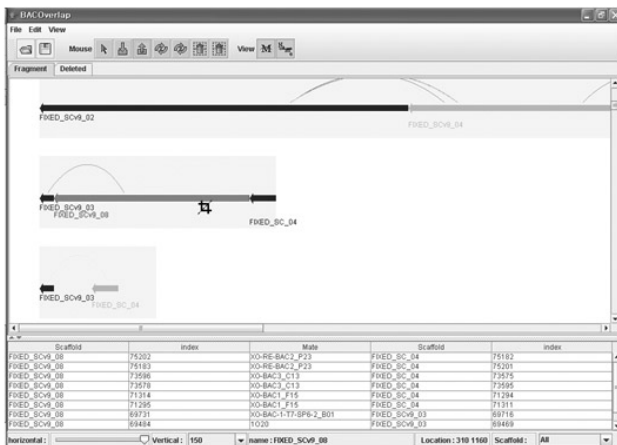 BACOverlap
File Edit View
Mouse View M
Fragment Deleted
FIXED_SCv9_02 FIXED_SCv9_04
FIXED_SCv9_03
FIXED_SCv9_08 FIXED_SC_04
FIXED_SCv9_03
FIXED_SC_04
Scaffold index Mate Scaffold index
FIXED_SCv9_08 75202 XO-RE-BAC2_P23 FIXED_SC_04 75182
FIXED_SCv9_08 75183 XO-RE-BAC2_P23 FIXED_SC_04 75201
FIXED_SCv9_08 73596 XO-BAC3_C13 FIXED_SC_04 73575
FIXED_SCv9_08 73578 XO-BAC3_C13 FIXED_SC_04 73595
FIXED_SCv9_08 71314 XO-BAC1_F15 FIXED_SC_04 71294
FIXED_SCv9_08 71295 XO-BAC1_F15 FIXED_SC_04 71311
FIXED_SCv9_08 69731 XO-BAC-1-T7-SP6-2_B01 FIXED_SCv9_03 69716
FIXED_SCv9_08 69484 1O20 FIXED_SCv9_03 69469
horizontal : Vertical : 150 name : FIXED_SCv9_08 Location : 310 1160 Scaffold : All